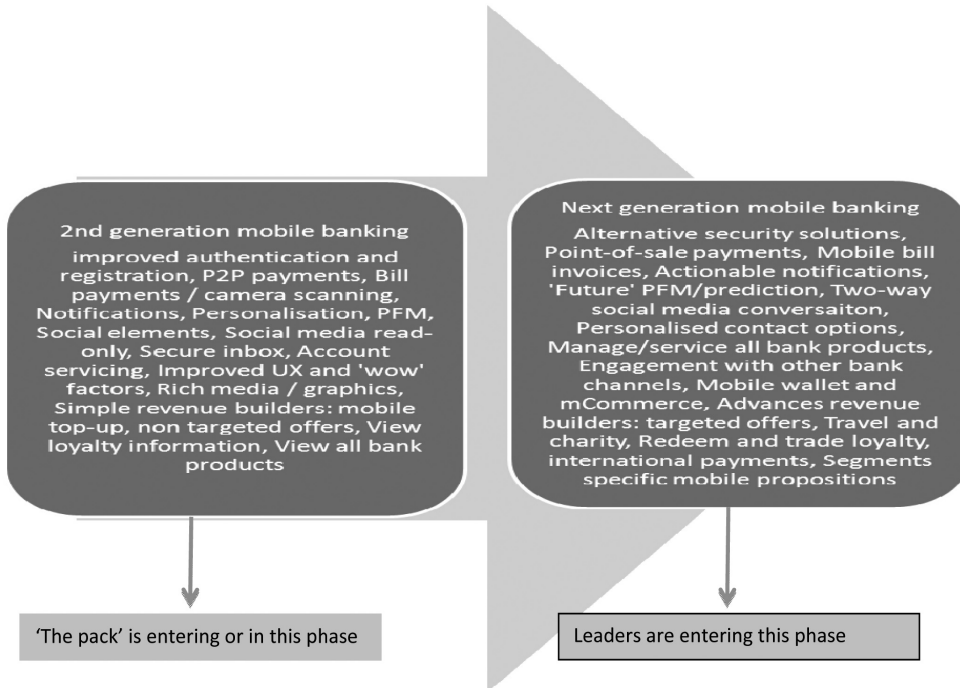 2nd generation mobile banking
improved authentication and
registration, P2P payments, Bill
payments / camera scanning,
Notifications, Personalisation, PFM,
Social elements, Social media read-
only, Secure inbox, Account
servicing, Improved UX and 'wow'
factors, Rich media / graphics,
Simple revenue builders: mobile
top-up, non targeted offers, View
loyalty information, View all bank
products
Next generation mobile banking
Alternative security solutions,
Point-of-sale payments, Mobile bill
invoices, Actionable notifications,
'Future' PFM/prediction, Two-way
social media conversaiton,
Personalised contact options,
Manage/service all bank products,
Engagement with other bank
channels, Mobile wallet and
mCommerce, Advances revenue
builders: targeted offers, Travel and
charity, Redeem and trade loyalty,
international payments, Segments
specific mobile propositions
‘The pack’ is entering or in this phase
Leaders are entering this phase